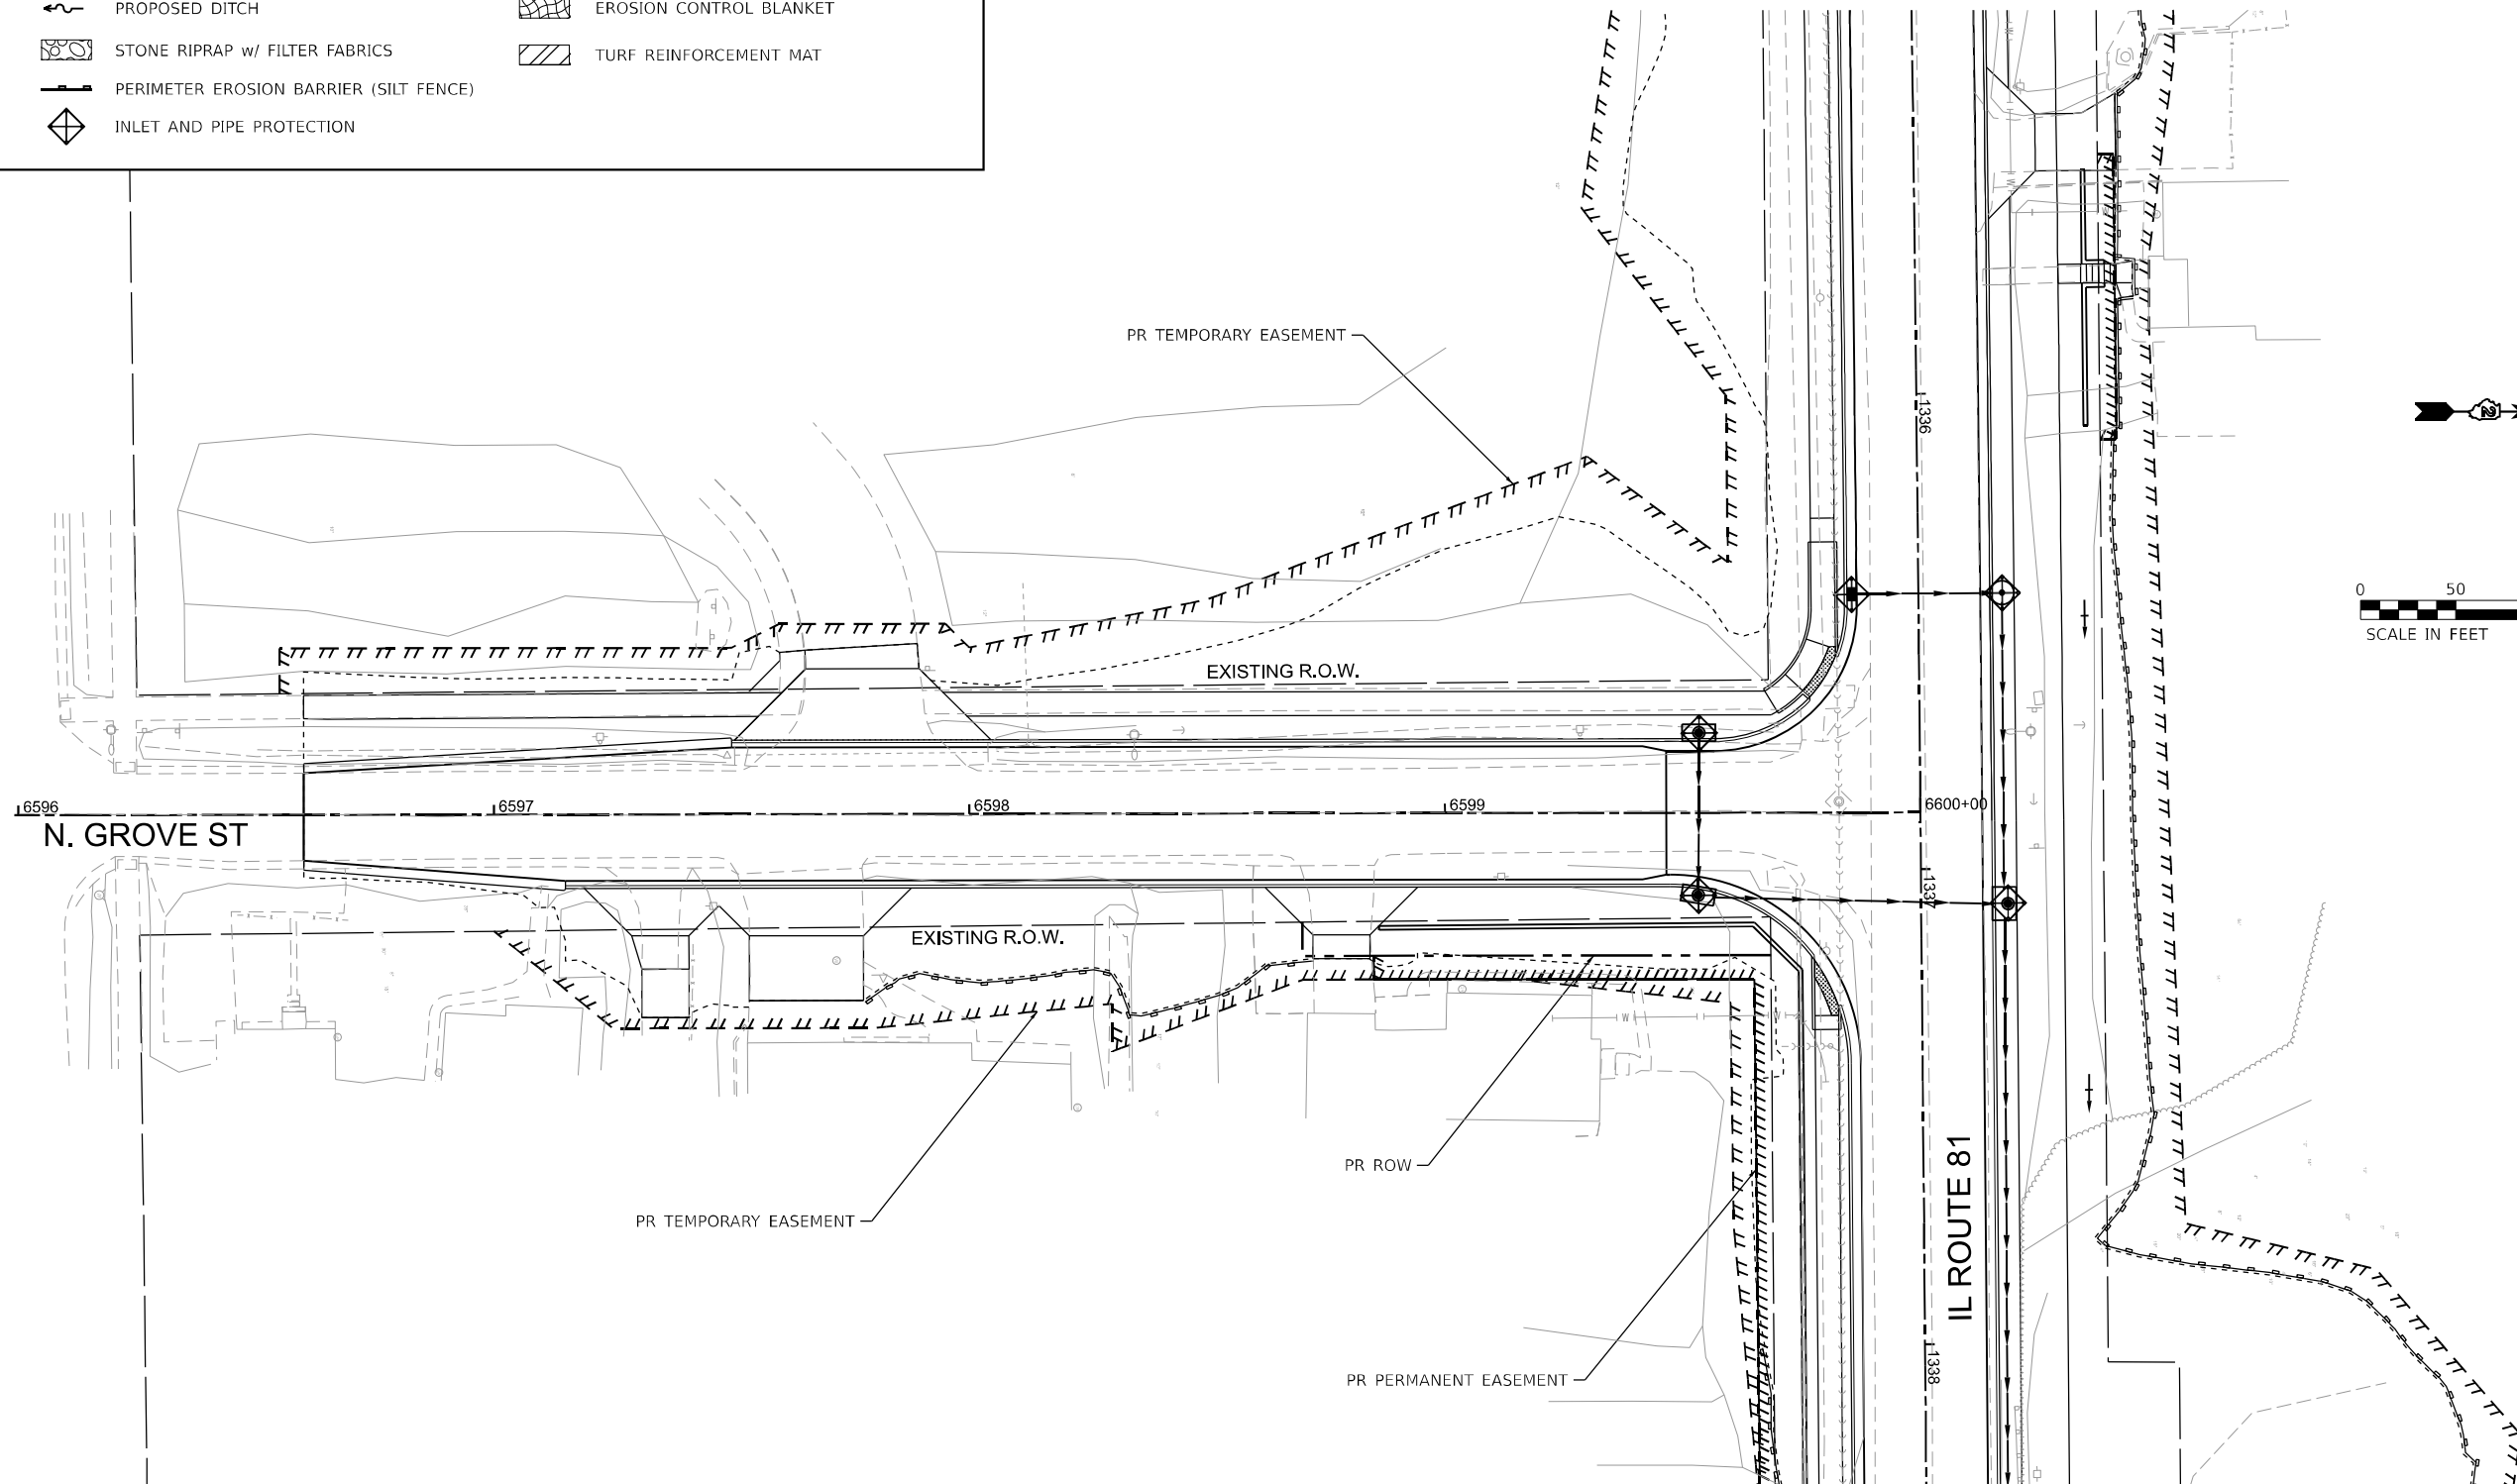 PROPOSED DITCH
EROSION CONTROL BLANKET
STONE RIPRAP w/ FILTER FABRICS
TURF REINFORCEMENT MAT
PERIMETER EROSION BARRIER (SILT FENCE)
INLET AND PIPE PROTECTION
PR TEMPORARY EASEMENT
1336
0 50
SCALE IN FEET
EXISTING R.O.W.
6596
6597
6598
6599
6600+00
N. GROVE ST
1337
EXISTING R.O.W.
W
W
PR ROW
IL ROUTE 81
PR TEMPORARY EASEMENT
PR PERMANENT EASEMENT
1338